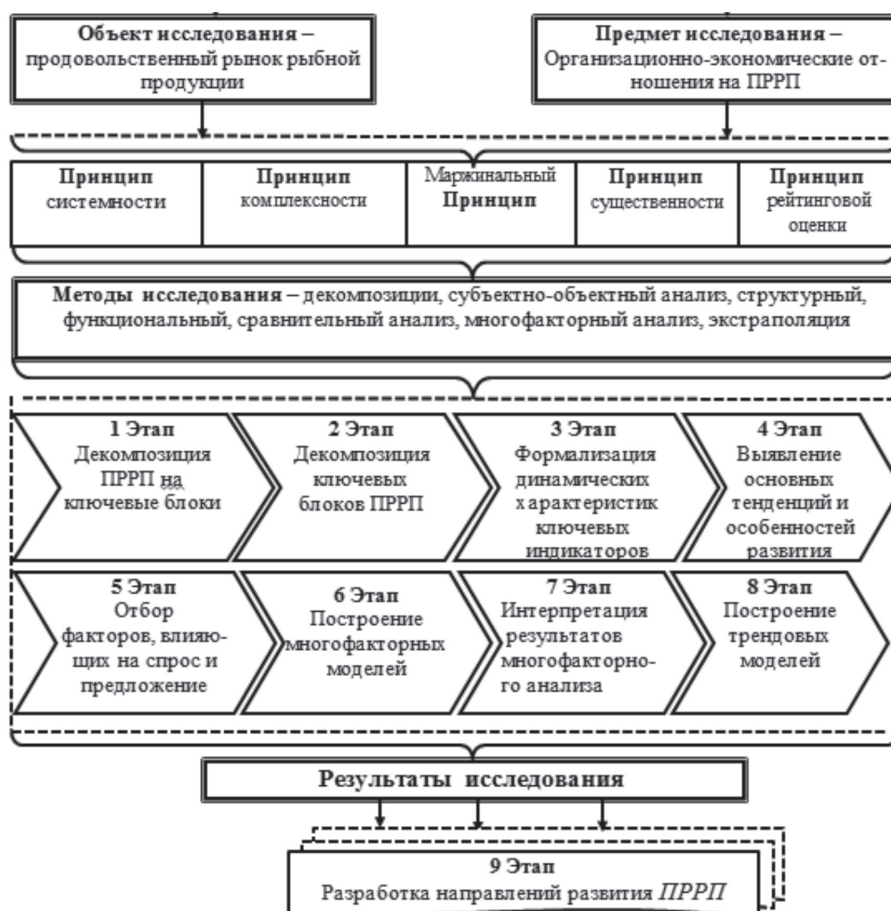 Объект исследования –
продовольственный рынок рыбной
продукции
Предмет исследования –
Организационно-экономические от-
ношения на ПРРП
Принцип
системности
Принцип
комплексности
Маржинальный
Принцип
Принцип
существенности
Принцип
рейтинговой
оценки
Методы исследования – декомпозиции, субъектно-объектный анализ, структурный,
функциональный, сравнительный анализ, многофакторный анализ, экстраполяция
1 Этап
Декомпозиция
ПРРП на
ключевые блоки
2 Этап
Декомпозиция
ключевых
блоков ПРРП
3 Этап
Формализация
динамических
характеристик
ключевых
индикаторов
4 Этап
Выявление
основных
тенденций и
особенностей
развития
5 Этап
Отбор
факторов, влияю-
щих на спрос и
предложение
6 Этап
Построение
многофакторных
моделей
7 Этап
Интерпретация
результатов
многофакторно-
го анализа
8 Этап
Построение
трендовых
моделей
Результаты исследования
9 Этап
Разработка направлений развития ПРРП